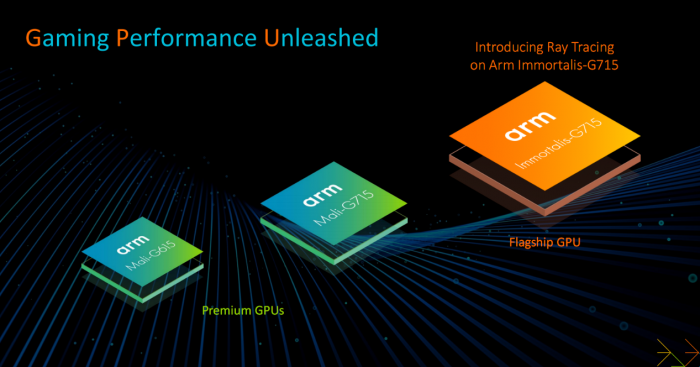 Gaming Performance Unleashed
Introducing Ray Tracing
on Arm Immortalis-G715
arm
Immortalis-G715
arm
Mali-G715
arm
Mali-G615
Flagship GPU
Premium GPUs